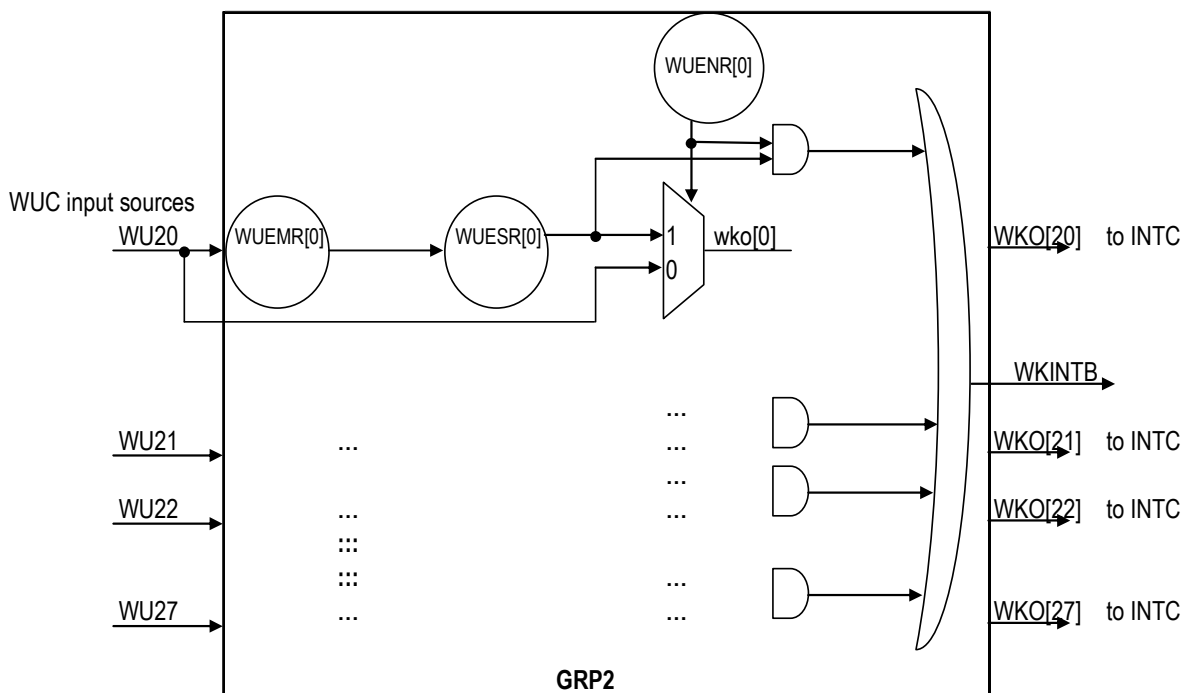 WUENR[0]
WUC input sources
WU20
WUEMR[0]
WUESR[0]
1
0
wko[0]
WKO[20] to INTC
WKINTB
...
WU21
...
...
WKO[21] to INTC
...
WU22
...
...
WKO[22] to INTC
:::
:::
...
WU27
...
...
WKO[27] to INTC
GRP2